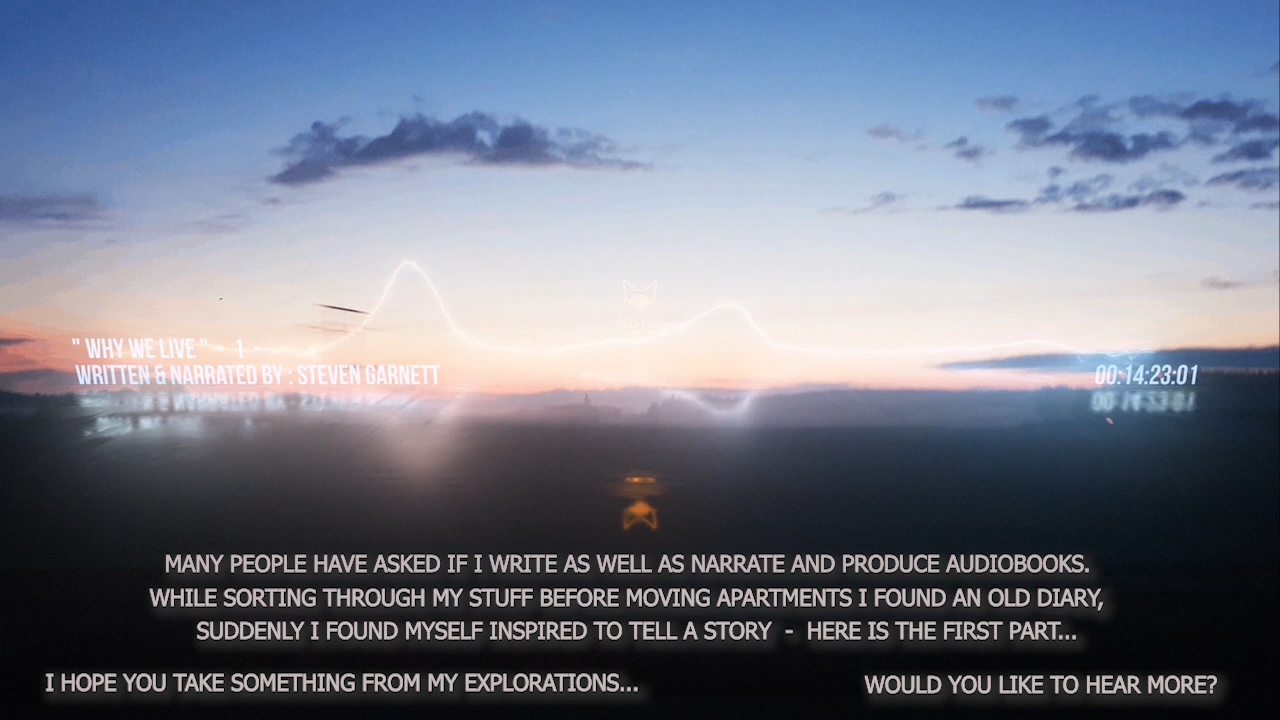 " WHY WE LIVE " - 1 -
WRITTEN & NARRATED BY : STEVEN GARNETT
00:14:23:01
MANY PEOPLE HAVE ASKED IF I WRITE AS WELL AS NARRATE AND PRODUCE AUDIOBOOKS.
WHILE SORTING THROUGH MY STUFF BEFORE MOVING APARTMENTS I FOUND AN OLD DIARY,
SUDDENLY I FOUND MYSELF INSPIRED TO TELL A STORY - HERE IS THE FIRST PART...
I HOPE YOU TAKE SOMETHING FROM MY EXPLORATIONS...
WOULD YOU LIKE TO HEAR MORE?